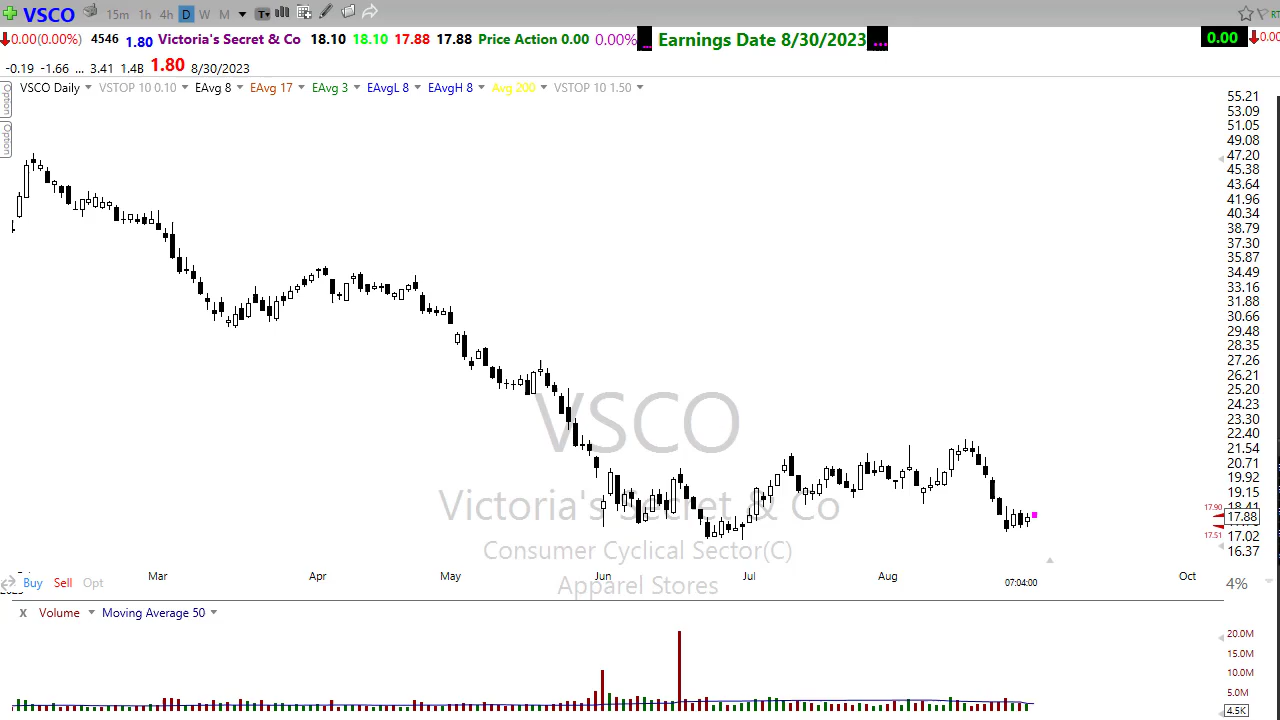 VSCO 15m 1h 4h D W M
0.00(0.00%) 4546 1.80 Victoria's Secret & Co 18.10 18.10 17.88 17.88 Price Action 0.00 0.00% ... Earnings Date 8/30/2023 ... 0.00 0.00
-0.19 -1.66 ... 3.41 1.4B 1.80 8/30/2023
VSCO Daily VSTOP 10 0.10 EAvg 8 EAvg 17 EAvg 3 EAvgL 8 EAvgH 8 Avg 200 VSTOP 10 1.50
Option
Option
55.21
53.09
51.05
49.08
47.20
45.38
43.64
41.96
40.34
38.79
37.30
35.87
34.49
33.16
31.88
30.66
29.48
28.35
27.26
26.21
25.20
24.23
23.30
22.40
21.54
20.71
19.92
19.15
17.90
17.88
17.51
17.02
16.37
VSCO
Victoria's Secret & Co
Consumer Cyclical Sector(C)
Apparel Stores
Mar Apr May Jun Jul Aug Oct
Buy Sell Opt 07:04:00 4%
X Volume Moving Average 50
20.0M
15.0M
10.0M
5.0M
4.5K